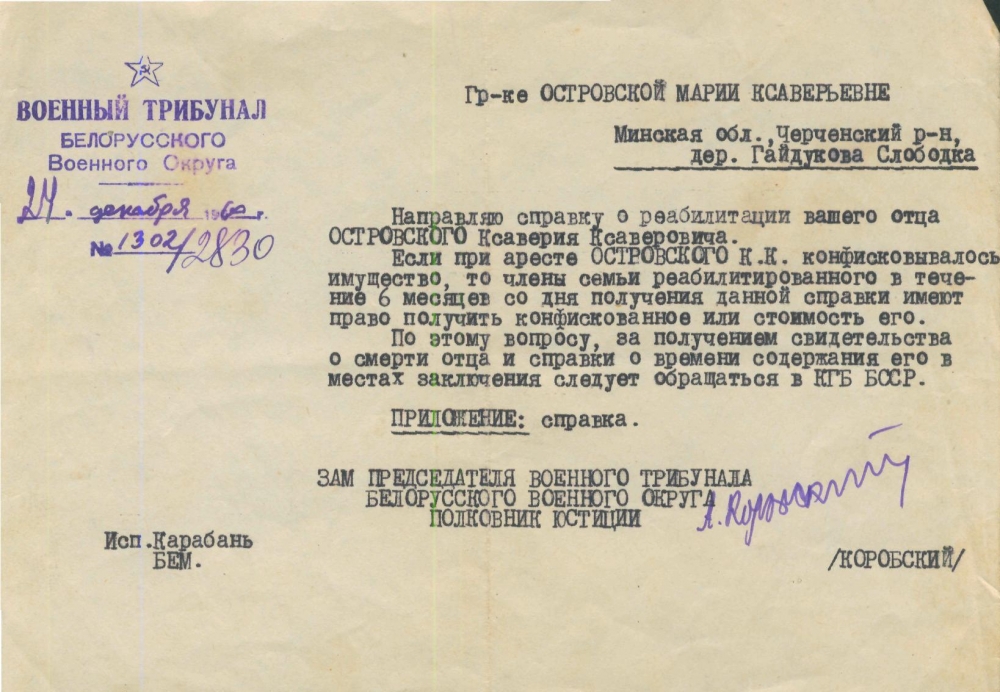 ВОЕННЫЙ ТРИБУНАЛ
БЕЛОРУССКОГО
Военного Округа
24. декабря 1960 г.
№ 1302/2830
Гр-ке ОСТРОВСКОЙ МАРИИ КСАВЕРЬЕВНЕ
Минская обл., Черченский р-н,
дер. Гайдукова Слободка
Направляю справку о реабилитации вашего отца
ОСТРОВСКОГО Ксаверия Ксаверовича.
Если при аресте ОСТРОВСКОГО К.К. конфисковывалось
имущество, то члены семьи реабилитированного в тече-
ние 6 месяцев со дня получения данной справки имеют
право получить конфискованное или стоимость его.
По этому вопросу, за получением свидетельства
о смерти отца и справки о времени содержания его в
местах заключения следует обращаться в КГБ БССР.
ПРИЛОЖЕНИЕ: справка.
ЗАМ ПРЕДСЕДАТЕЛЯ ВОЕННОГО ТРИБУНАЛА
БЕЛОРУССКОГО ВОЕННОГО ОКРУГА
ПОЛКОВНИК ЮСТИЦИИ
/КОРОБСКИЙ/
Исп.Карабань
БЕМ.